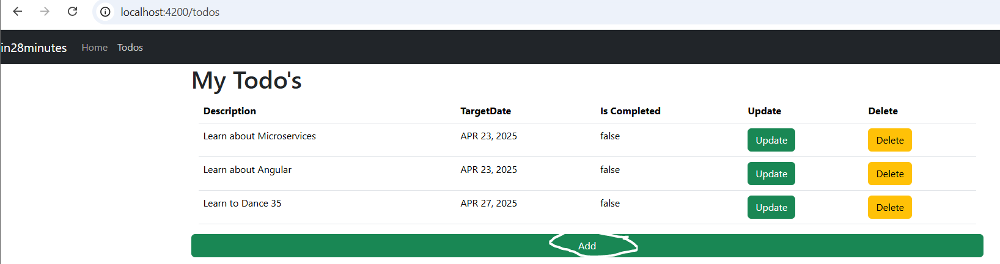 localhost:4200/todos
in28minutes Home Todos
My Todo's
Description TargetDate Is Completed Update Delete
Learn about Microservices APR 23, 2025 false Update Delete
Learn about Angular APR 23, 2025 false Update Delete
Learn to Dance 35 APR 27, 2025 false Update Delete
Add